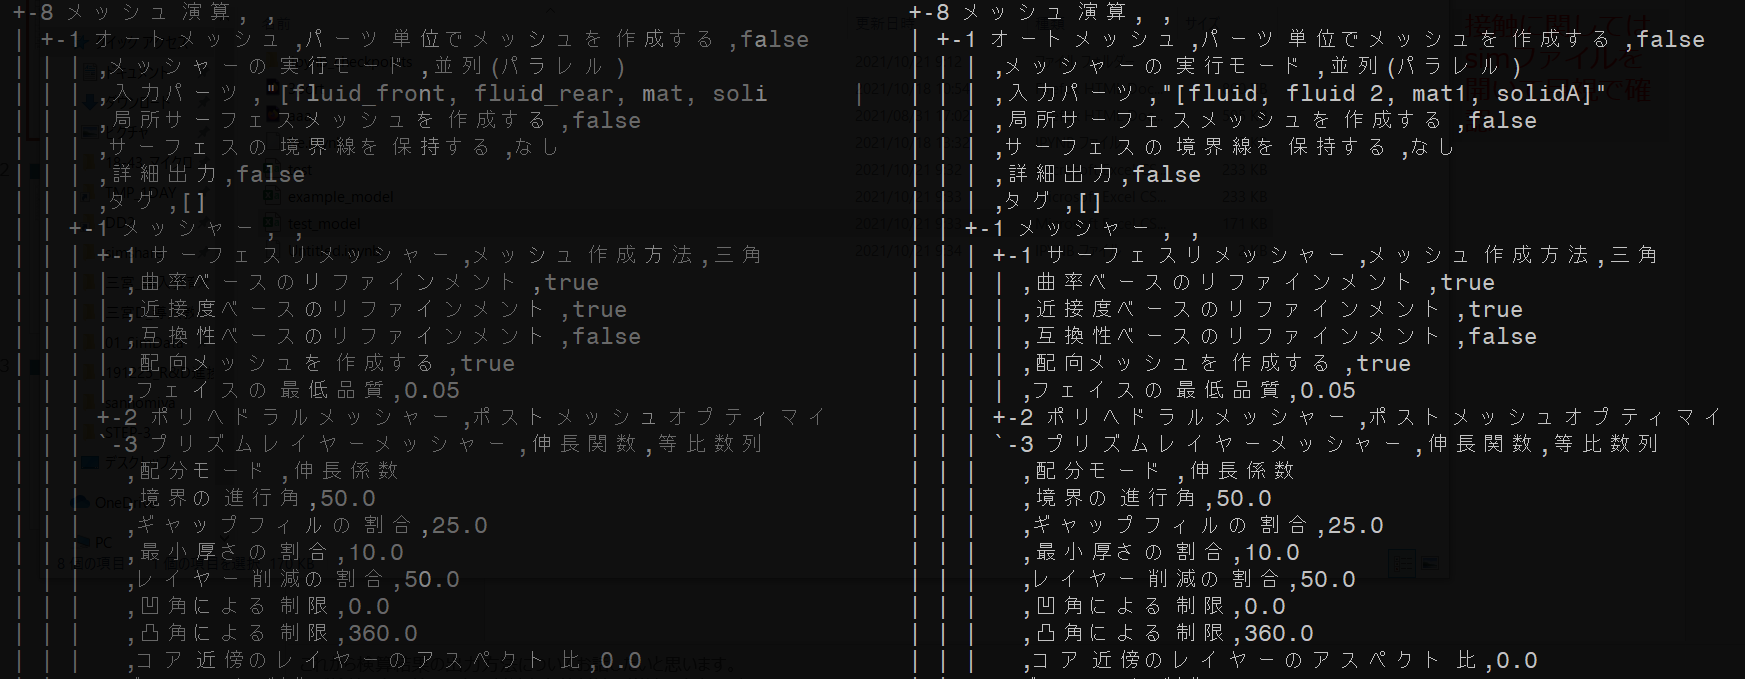 +-8 メッシュ演算, ,
| +-1 オートメッシュ,パーツ単位でメッシュを作成する,false
| | | ,メッシャーの実行モード,並列(パラレル)
| | | ,入力パーツ,"[fluid_front, fluid_rear, mat, soli |
| | | ,局所サーフェスメッシュを作成する,false
| | | ,サーフェスの境界線を保持する,なし
| | | ,詳細出力,false
| | | ,タグ,[]
| | +-1 メッシャー, ,
| | | +-1 サーフェスリメッシャー,メッシュ作成方法,三角
| | | | ,曲率ベースのリファインメント,true
| | | | ,近接度ベースのリファインメント,true
| | | | ,互換性ベースのリファインメント,false
| | | | ,配向メッシュを作成する,true
| | | | ,フェイスの最低品質,0.05
| | | +-2 ポリヘドラルメッシャー,ポストメッシュオプティマイ
| | | `-3 プリズムレイヤーメッシャー,伸長関数,等比数列
| | | ,配分モード,伸長係数
| | | ,境界の進行角,50.0
| | | ,ギャップフィルの割合,25.0
| | | ,最小厚さの割合,10.0
| | | ,レイヤー削減の割合,50.0
| | | ,凹角による制限,0.0
| | | ,凸角による制限,360.0
| | | ,コア近傍のレイヤーのアスペクト比,0.0
+-8 メッシュ演算, ,
| +-1 オートメッシュ,パーツ単位でメッシュを作成する,false
| | | ,メッシャーの実行モード,並列(パラレル)
| | | ,入力パーツ,"[fluid, fluid 2, mat1, solidA]"
| | | ,局所サーフェスメッシュを作成する,false
| | | ,サーフェスの境界線を保持する,なし
| | | ,詳細出力,false
| | | ,タグ,[]
| | +-1 メッシャー, ,
| | | +-1 サーフェスリメッシャー,メッシュ作成方法,三角
| | | | ,曲率ベースのリファインメント,true
| | | | ,近接度ベースのリファインメント,true
| | | | ,互換性ベースのリファインメント,false
| | | | ,配向メッシュを作成する,true
| | | | ,フェイスの最低品質,0.05
| | | +-2 ポリヘドラルメッシャー,ポストメッシュオプティマイ
| | | `-3 プリズムレイヤーメッシャー,伸長関数,等比数列
| | | ,配分モード,伸長係数
| | | ,境界の進行角,50.0
| | | ,ギャップフィルの割合,25.0
| | | ,最小厚さの割合,10.0
| | | ,レイヤー削減の割合,50.0
| | | ,凹角による制限,0.0
| | | ,凸角による制限,360.0
| | | ,コア近傍のレイヤーのアスペクト比,0.0
更新日時
サイズ
example_model
test_model
デスクトップ
PC
接触に関しては